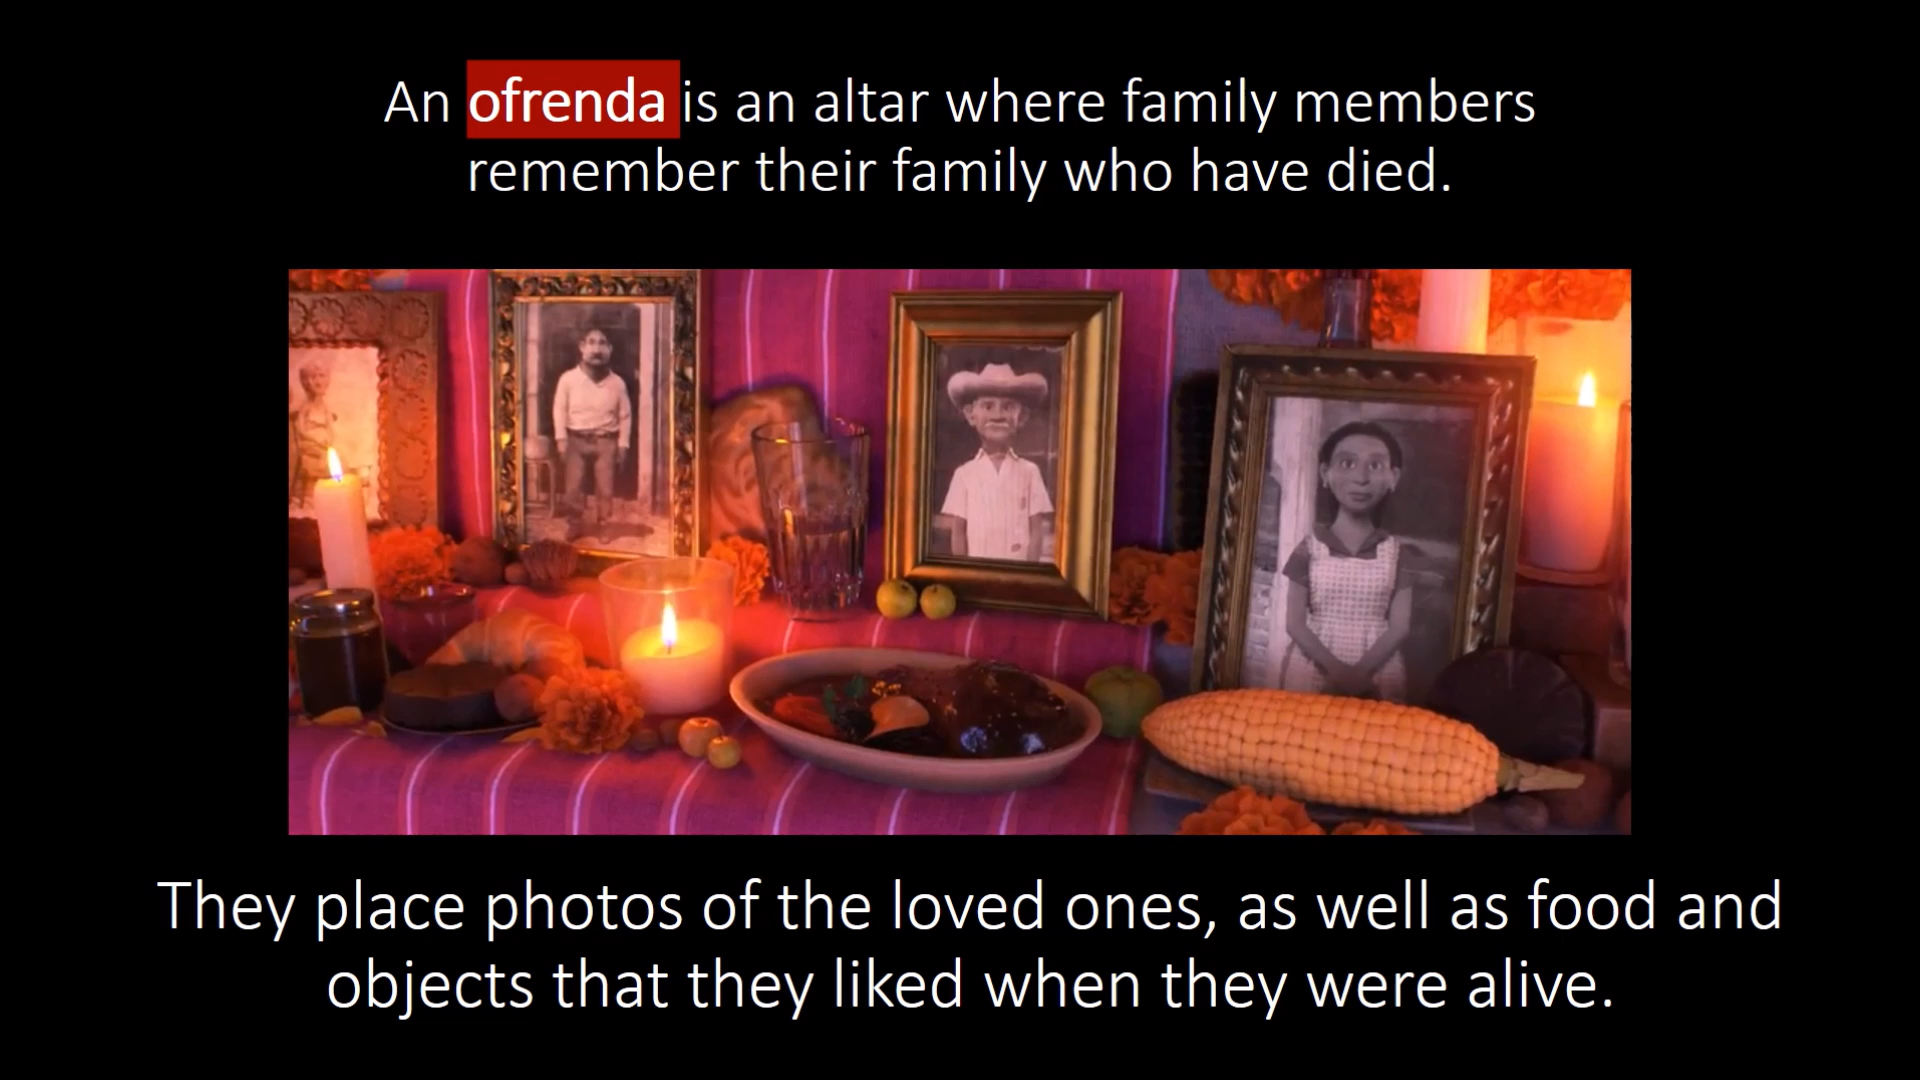 An ofrenda is an altar where family members
remember their family who have died.
They place photos of the loved ones, as well as food and
objects that they liked when they were alive.